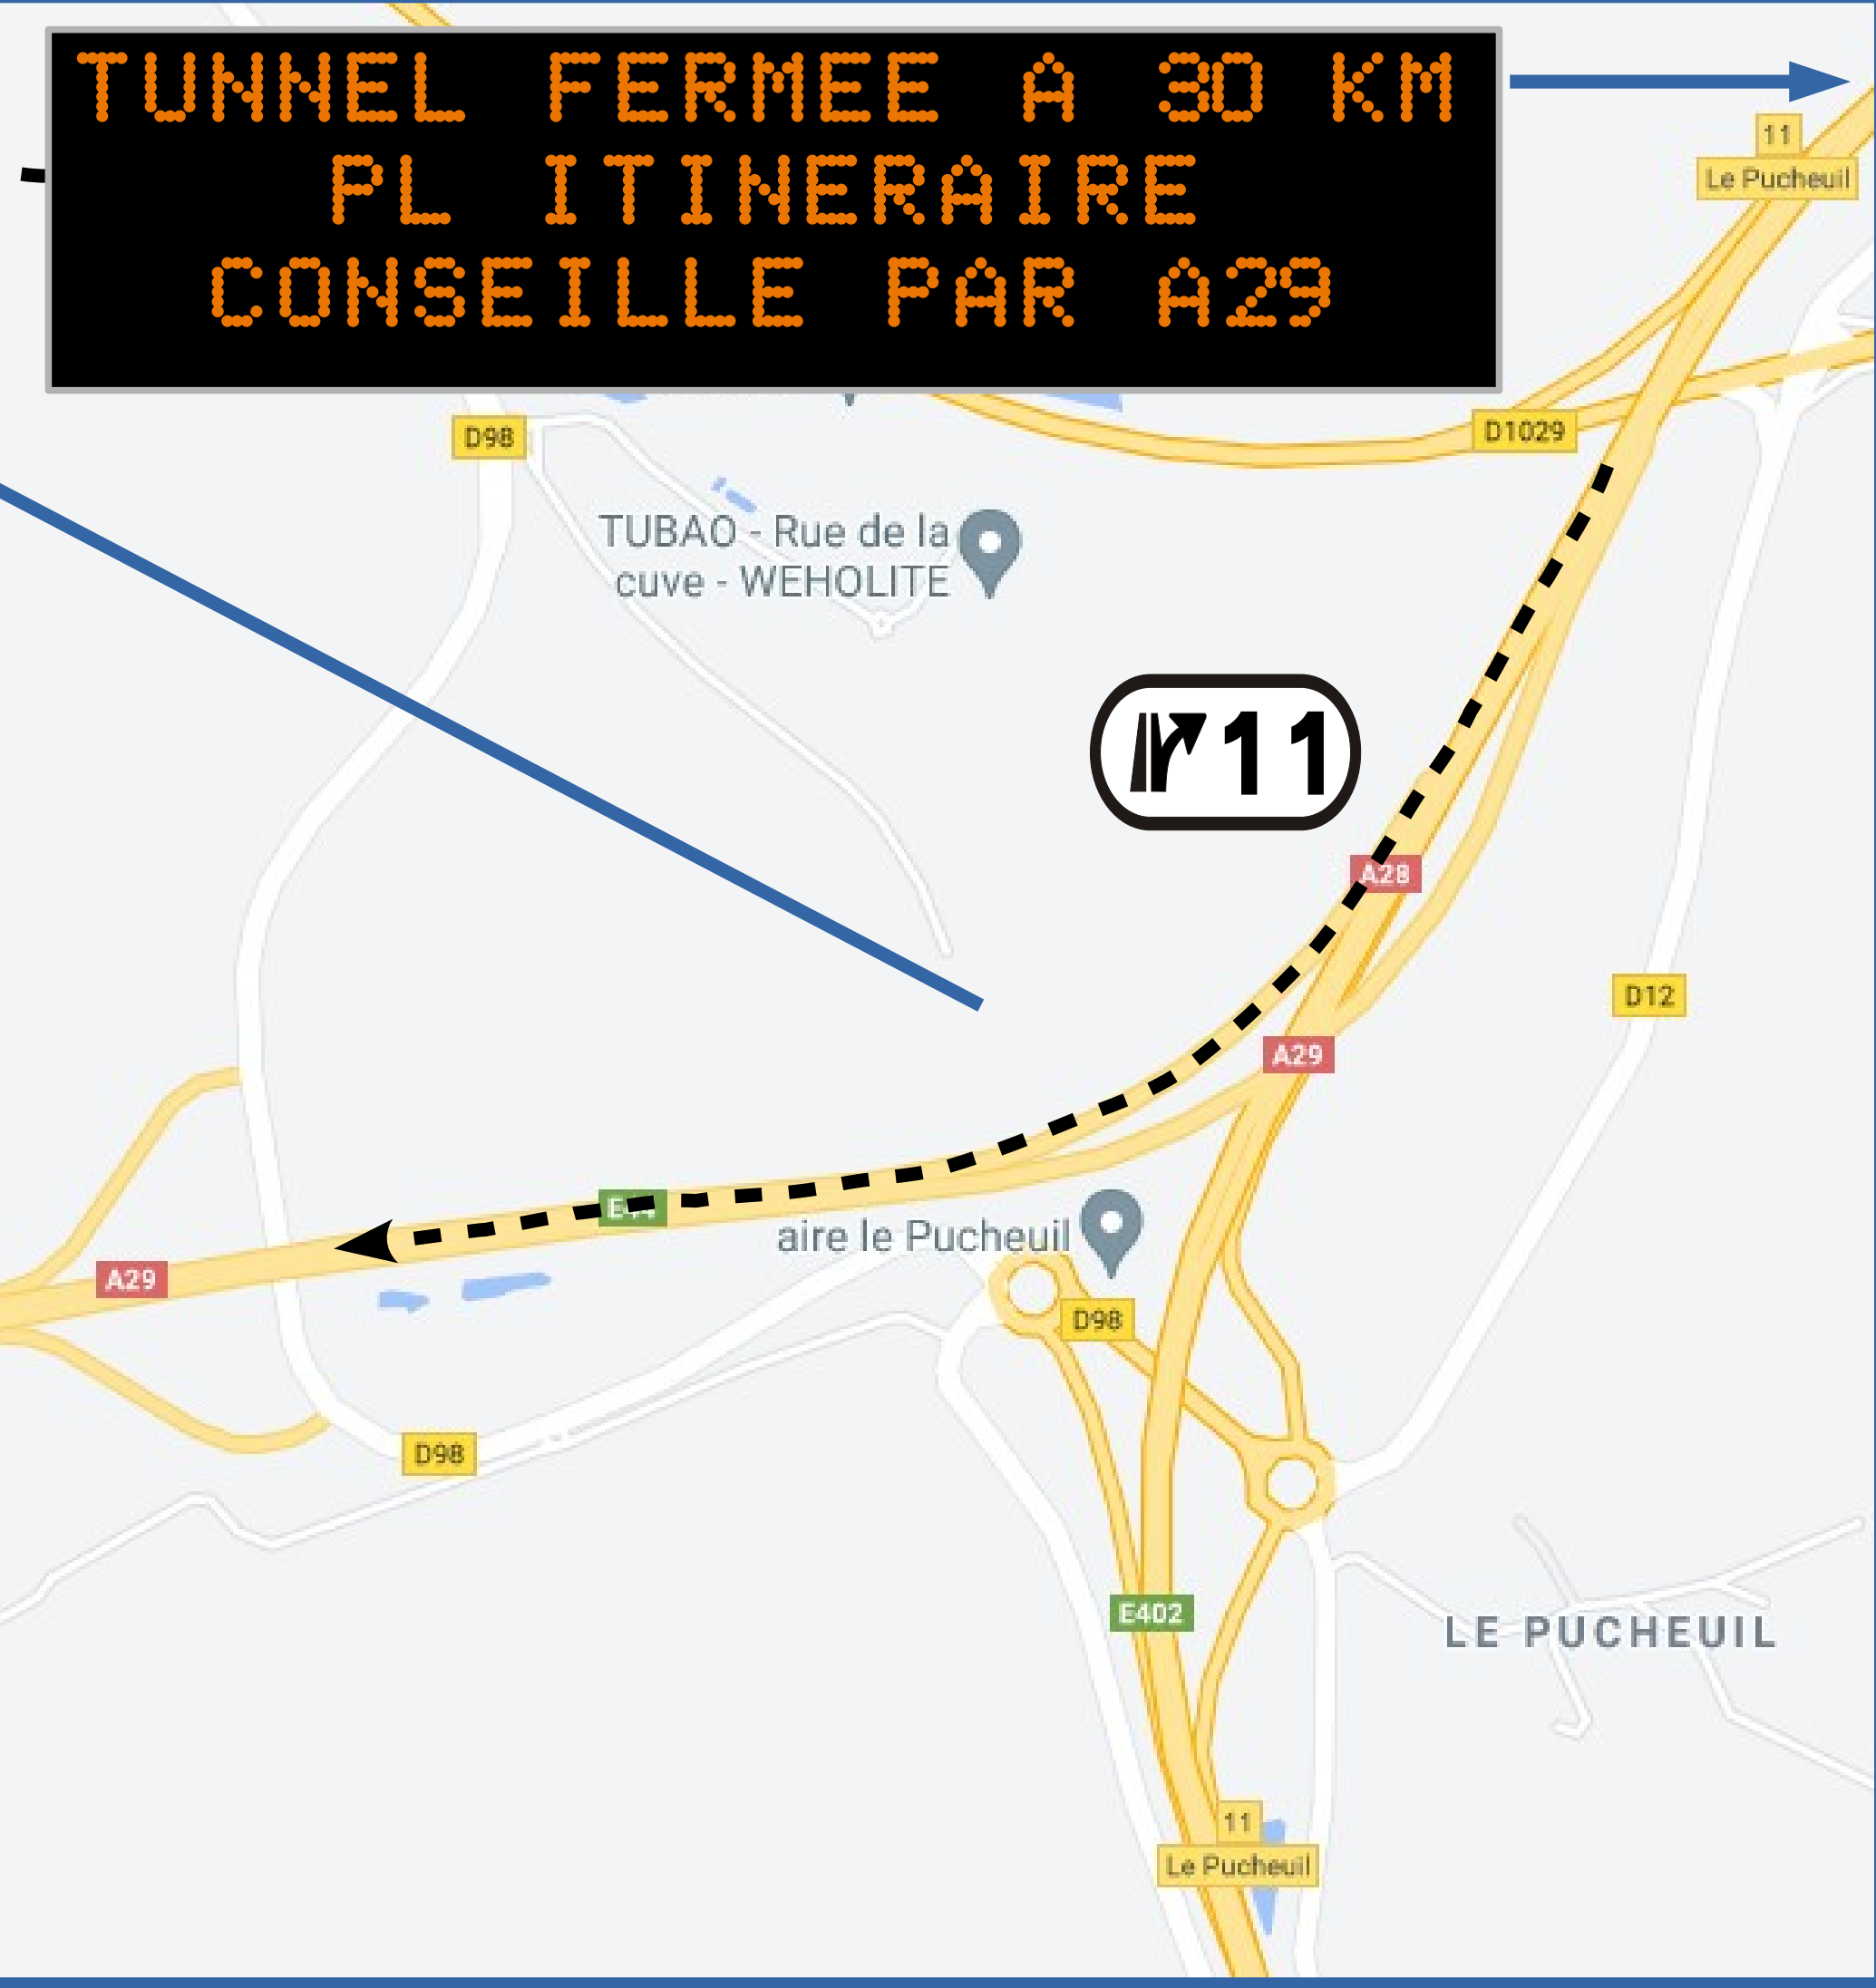 TUNNEL FERMEE A 30 KM
PL ITINERAIRE
CONSEILLE PAR A29
11
Le Pucheuil
D98
D1029
TUBAO - Rue de la
cuve - WEHOLITE
11
A28
D12
A29
E44
aire le Pucheuil
A29
D98
D98
E402
LE PUCHEUIL
11
Le Pucheuil